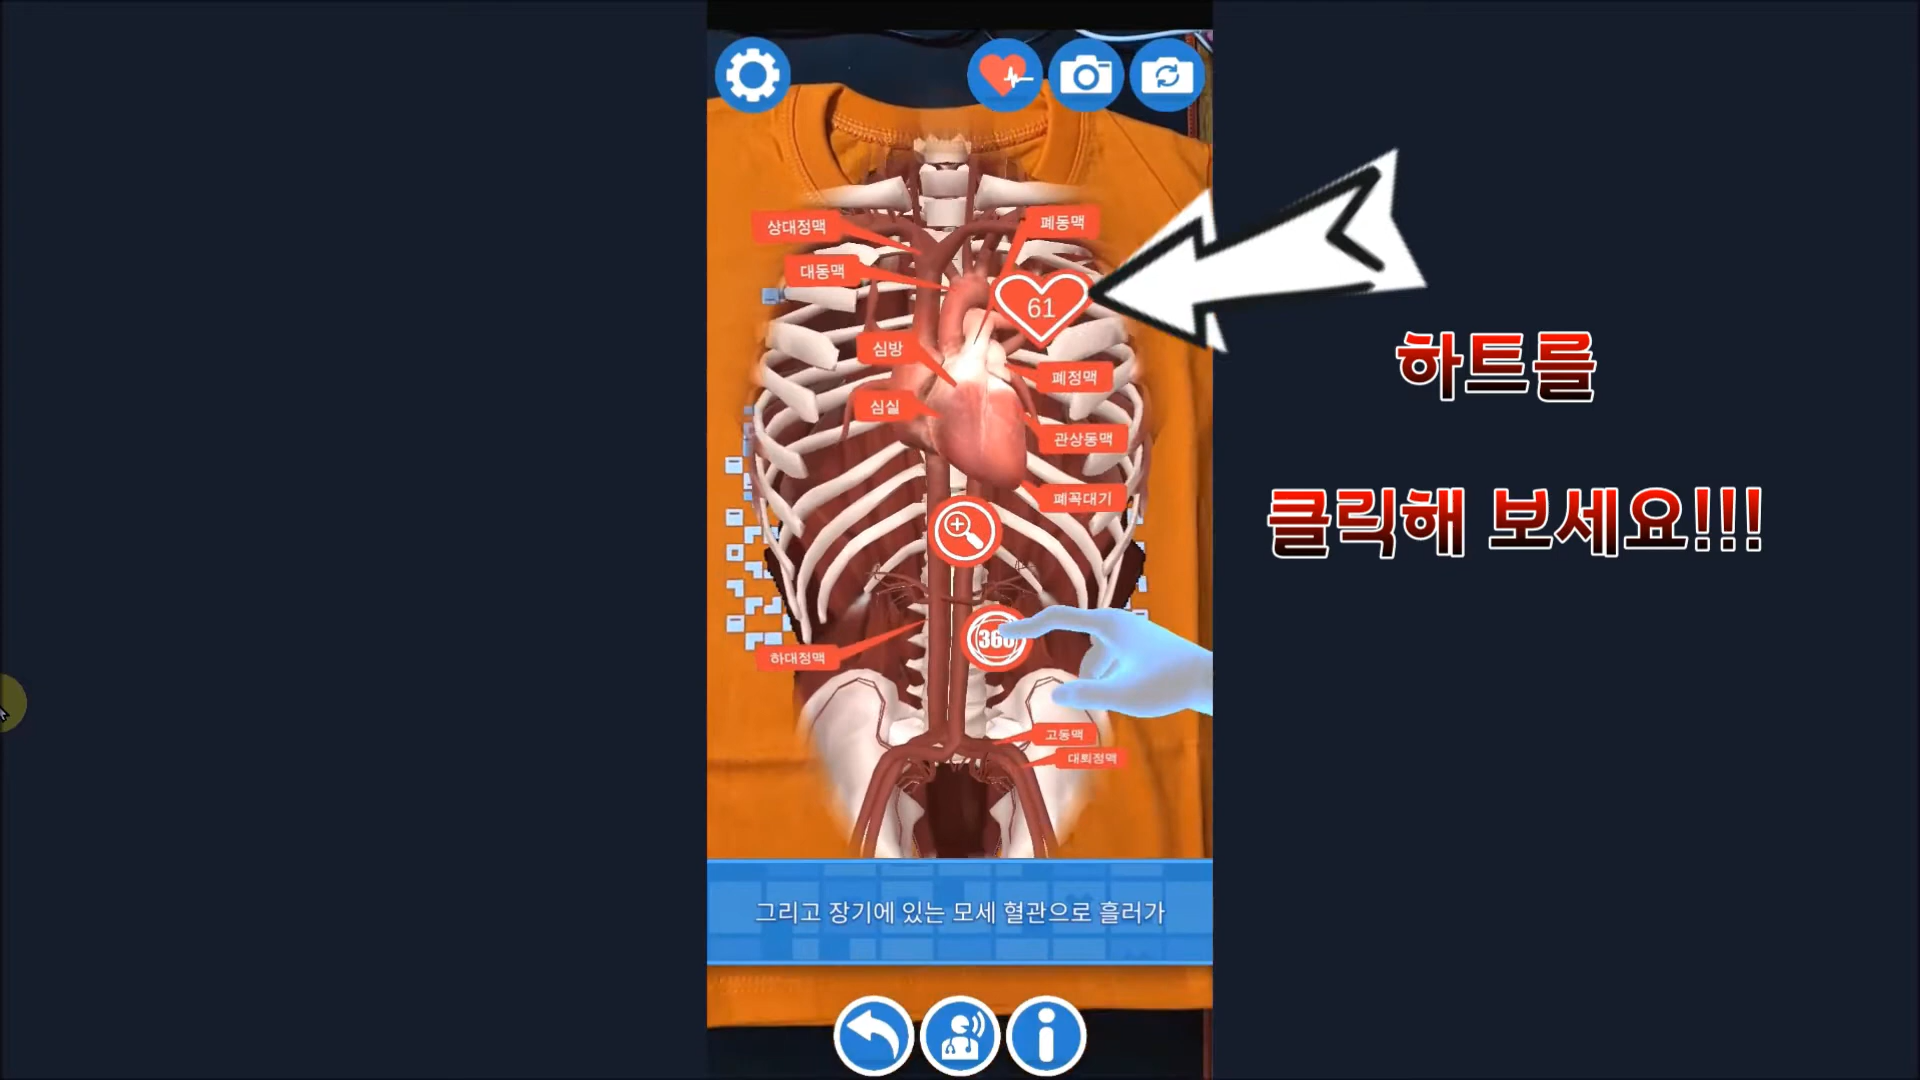 상대정맥
폐동맥
대동맥
61
심방
폐정맥
심실
관상동맥
폐꼭대기
360
하대정맥
고동맥
대퇴정맥
그리고 장기에 있는 모세 혈관으로 흘러가
하트를
클릭해 보세요!!!